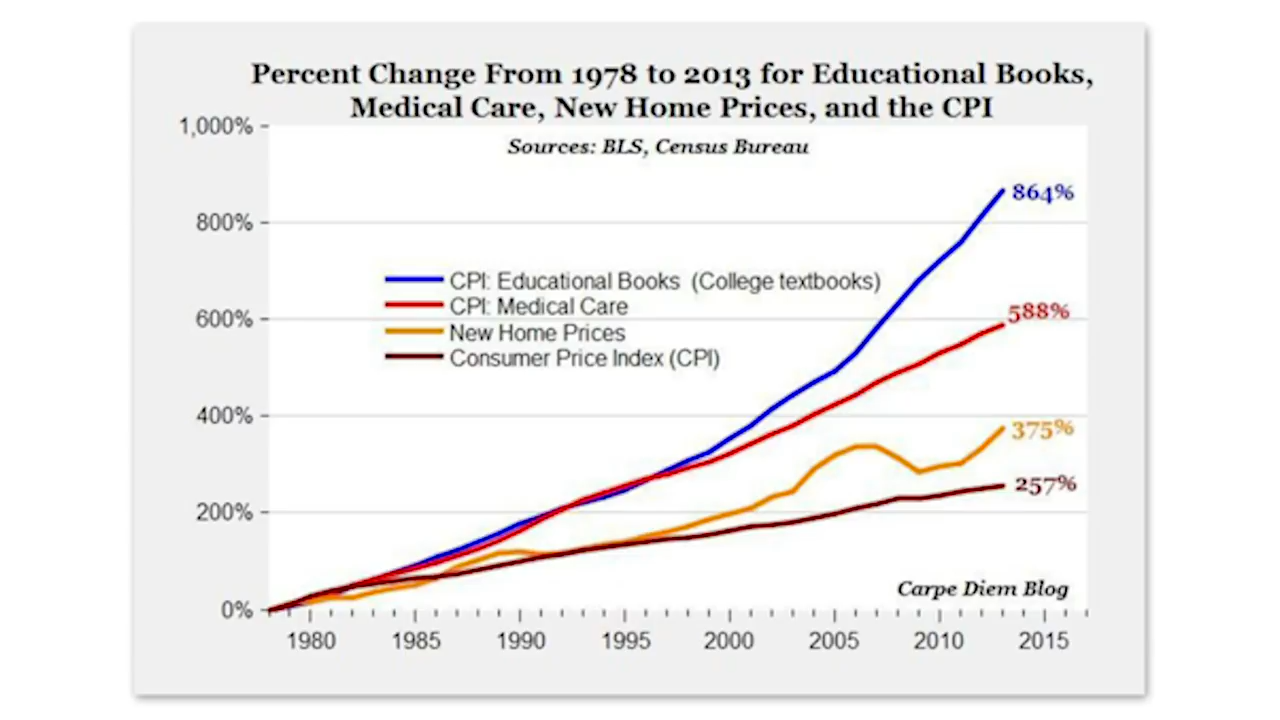 Percent Change From 1978 to 2013 for Educational Books,
Medical Care, New Home Prices, and the CPI
Sources: BLS, Census Bureau
1,000%
800%
600%
400%
200%
0%
CPI: Educational Books (College textbooks)
CPI: Medical Care
New Home Prices
Consumer Price Index (CPI)
864%
588%
375%
257%
Carpe Diem Blog
1980 1985 1990 1995 2000 2005 2010 2015